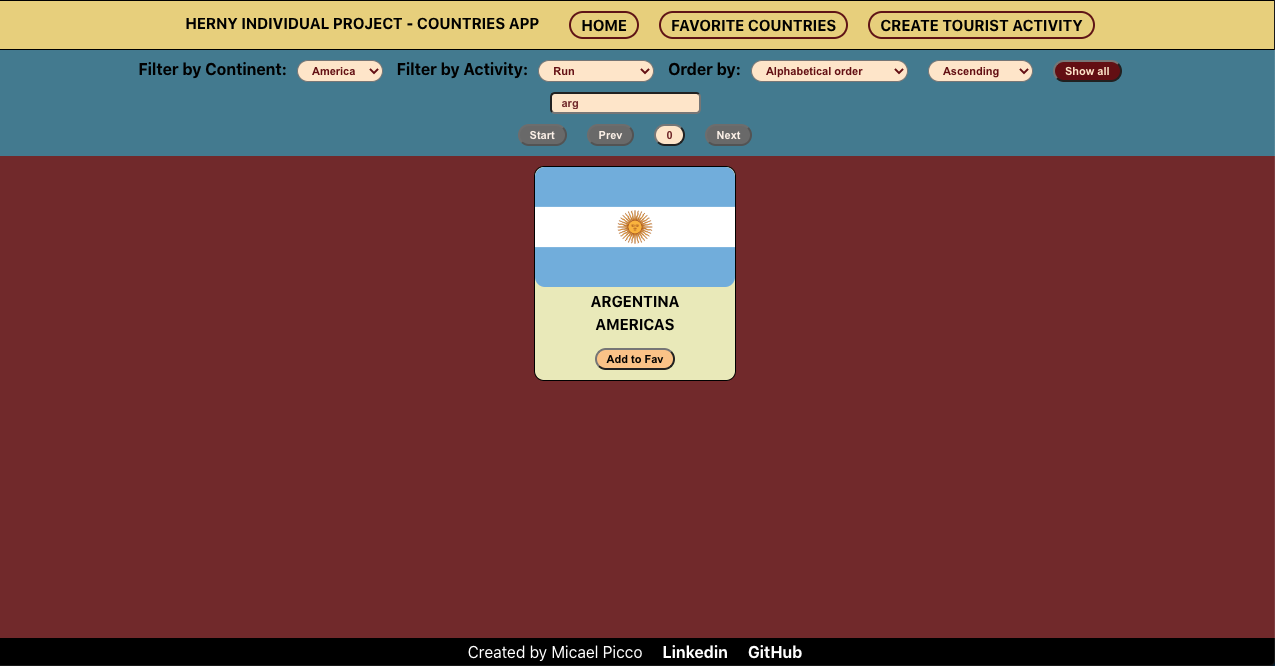 HERNY INDIVIDUAL PROJECT - COUNTRIES APP HOME FAVORITE COUNTRIES CREATE TOURIST ACTIVITY
Filter by Continent: America Filter by Activity: Run Order by: Alphabetical order Ascending Show all
arg
Start Prev 0 Next
ARGENTINA
AMERICAS
Add to Fav
Created by Micael Picco Linkedin GitHub